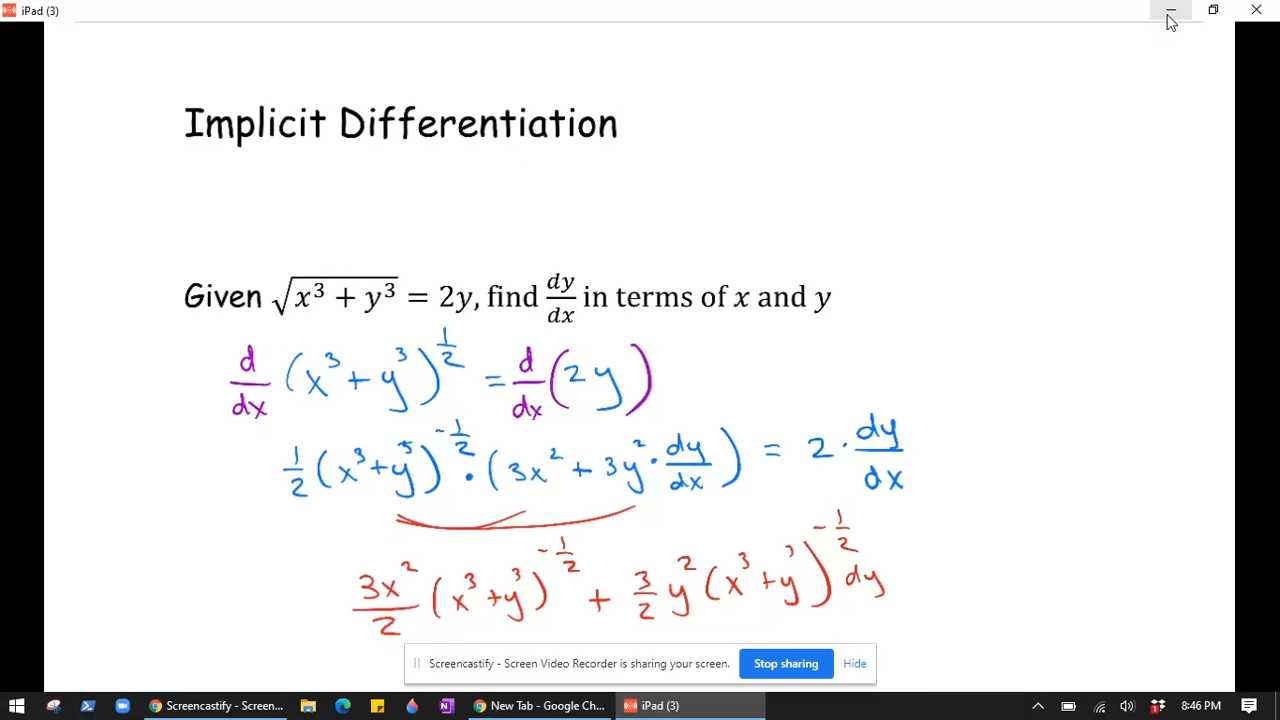 iPad (3)
Implicit Differentiation
Given √(x³ + y³) = 2y, find dy/dx in terms of x and y
d/dx (x³ + y³)^(1/2) = d/dx (2y)
1/2 (x³ + y³)^(-1/2) · (3x² + 3y² · dy/dx) = 2 · dy/dx
3x²/2 (x³ + y³)^(-1/2) + 3/2 y² (x³ + y³)^(-1/2) dy
Screencastify - Screen Video Recorder is sharing your screen. Stop sharing Hide
Screencastify - Screen... New Tab - Google Ch... iPad (3) 8:46 PM